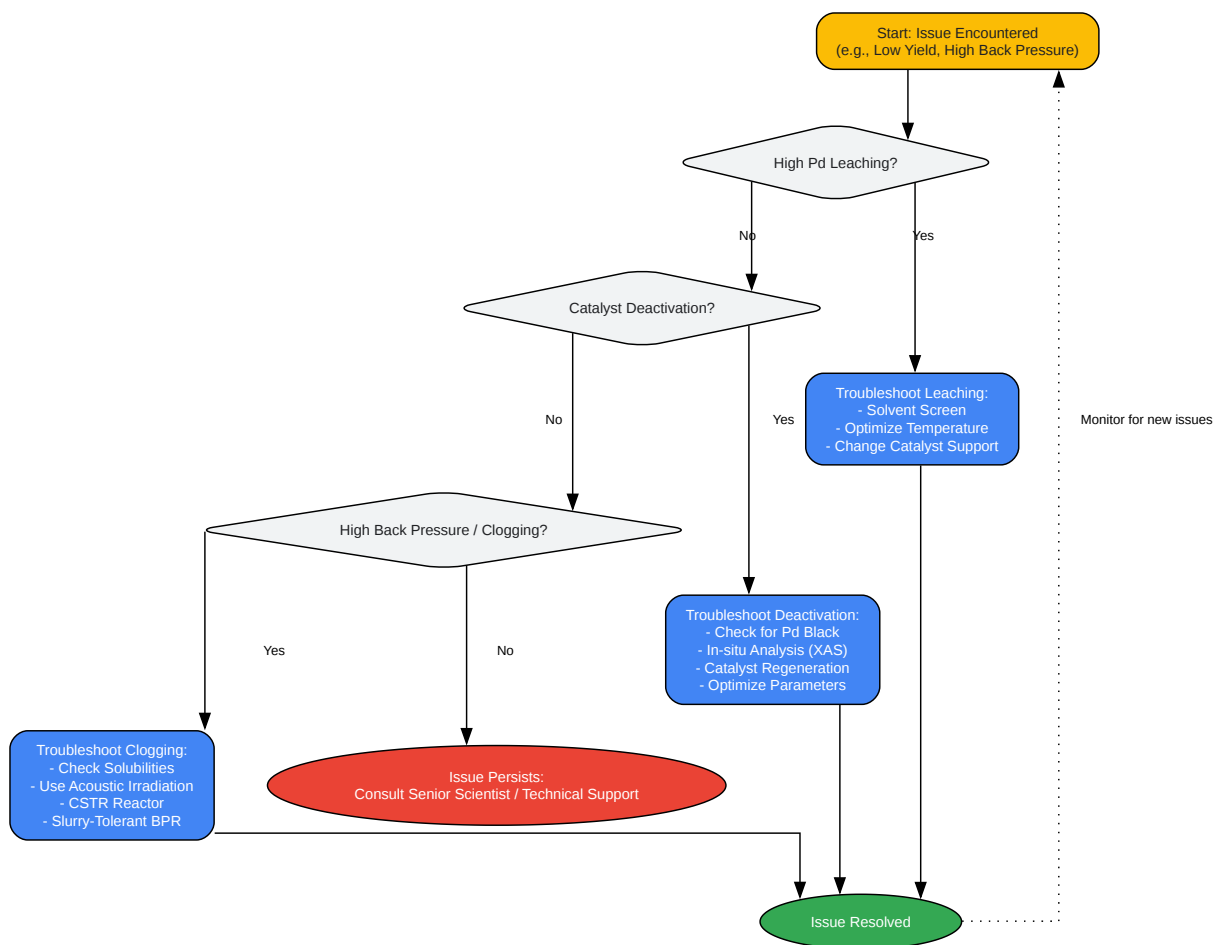 Start: Issue Encountered
(e.g., Low Yield, High Back Pressure)
High Pd Leaching?
No
Yes
Catalyst Deactivation?
Troubleshoot Leaching:
- Solvent Screen
- Optimize Temperature
- Change Catalyst Support
No
Yes
Monitor for new issues
High Back Pressure / Clogging?
Troubleshoot Deactivation:
- Check for Pd Black
- In-situ Analysis (XAS)
- Catalyst Regeneration
- Optimize Parameters
Yes
No
Troubleshoot Clogging:
- Check Solubilities
- Use Acoustic Irradiation
- CSTR Reactor
- Slurry-Tolerant BPR
Issue Persists:
Consult Senior Scientist / Technical Support
Issue Resolved